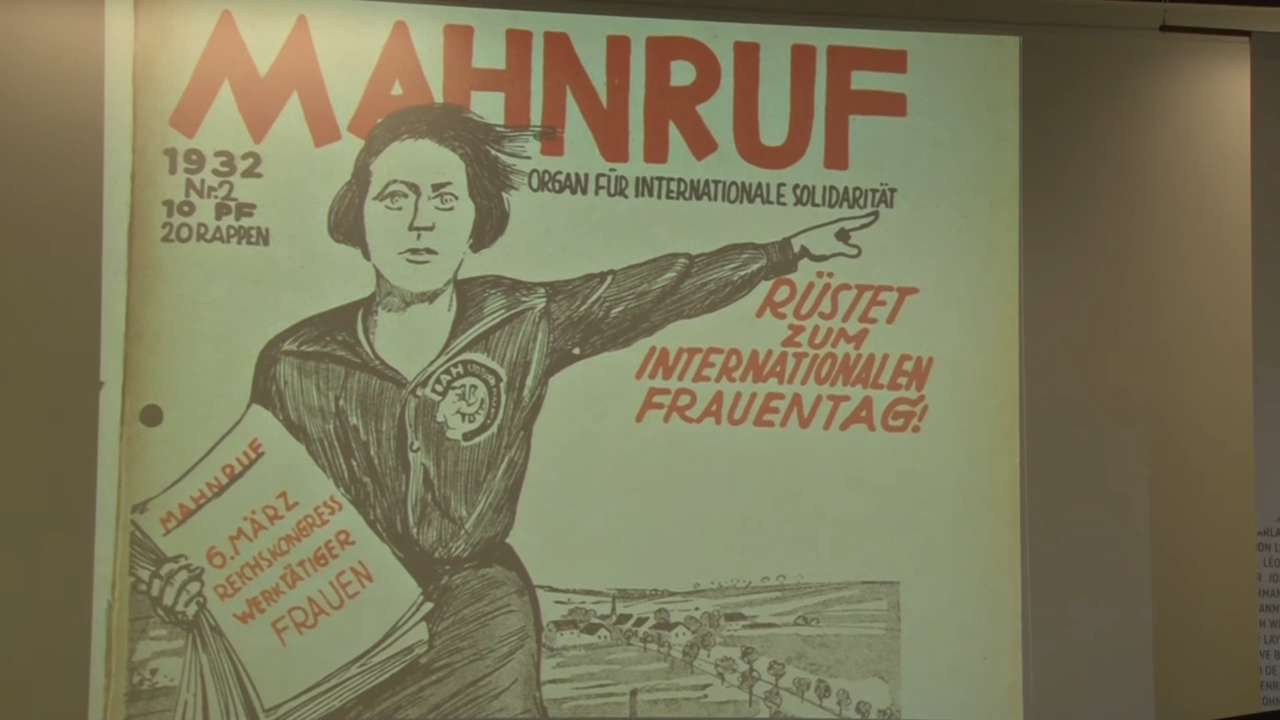 MAHNRUF
1932
Nr.2
10 PF
20 RAPPEN
ORGAN FÜR INTERNATIONALE SOLIDARITÄT
RÜSTET
ZUM
INTERNATIONALEN
FRAUENTAG!
IAH
MAHNRUF
6. MÄRZ
REICHSKONGRESS
WERKTÄTIGER
FRAUEN